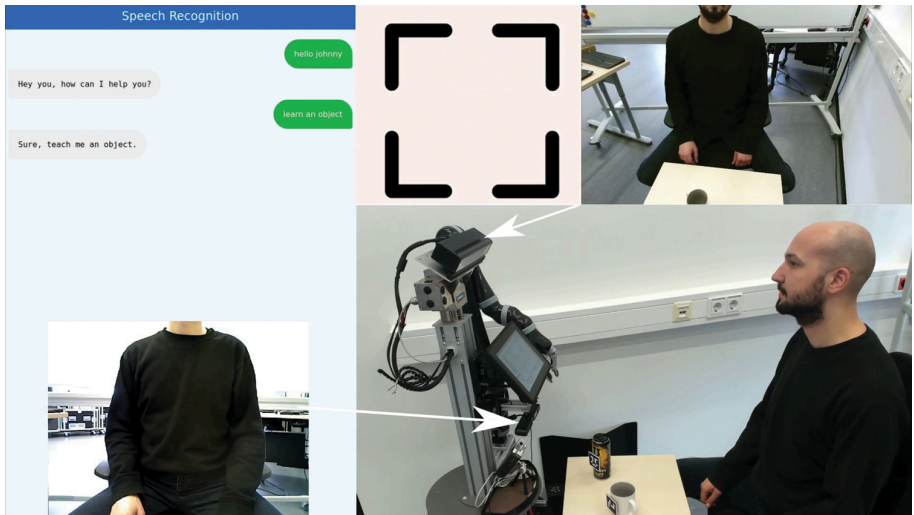 Speech Recognition
hello Johnny
Hey you, how can I help you?
learn an object
Sure, teach me an object.